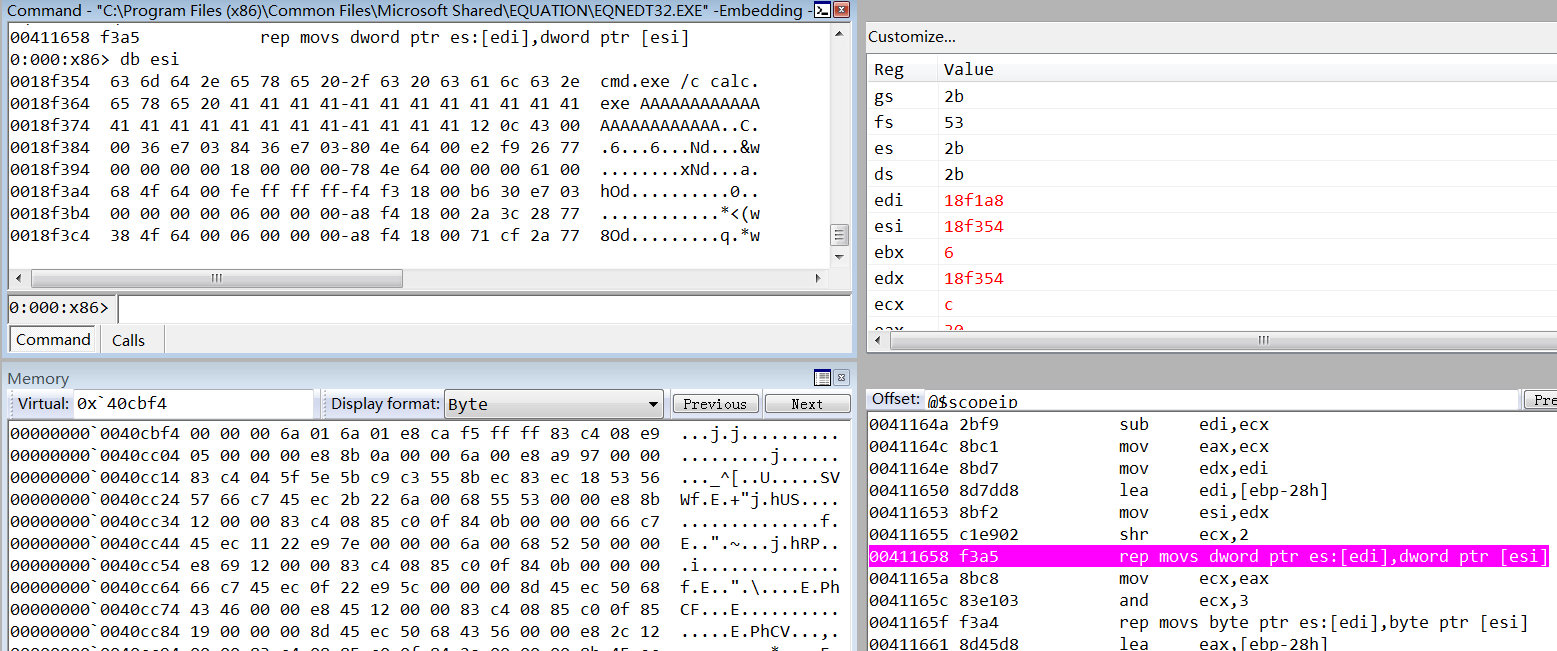 Command - "C:\Program Files (x86)\Common Files\Microsoft Shared\EQUATION\EQNEDT32.EXE" -Embedding -
00411658 f3a5 rep movs dword ptr es:[edi],dword ptr [esi]
0:000:x86> db esi
0018f354 63 6d 64 2e 65 78 65 20-2f 63 20 63 61 6c 63 2e cmd.exe /c calc.
0018f364 65 78 65 20 41 41 41 41-41 41 41 41 41 41 41 41 exe AAAAAAAAAAAA
0018f374 41 41 41 41 41 41 41 41-41 41 41 41 12 0c 43 00 AAAAAAAAAAAA..C.
0018f384 00 36 e7 03 84 36 e7 03-80 4e 64 00 e2 f9 26 77 .6...6...Nd...&w
0018f394 00 00 00 00 18 00 00 00-78 4e 64 00 00 00 61 00 ........xNd...a.
0018f3a4 68 4f 64 00 fe ff ff ff-f4 f3 18 00 b6 30 e7 03 hOd..........0..
0018f3b4 00 00 00 00 06 00 00 00-a8 f4 18 00 2a 3c 28 77 ............*<(w
0018f3c4 38 4f 64 00 06 00 00 00-a8 f4 18 00 71 cf 2a 77 8Od.........q.*w
0:000:x86>
Command Calls
Customize...
Reg Value
gs 2b
fs 53
es 2b
ds 2b
edi 18f1a8
esi 18f354
ebx 6
edx 18f354
ecx c
eax 30
Memory
Virtual: 0x`40cbf4 Display format: Byte Previous Next
00000000`0040cbf4 00 00 00 6a 01 6a 01 e8 ca f5 ff ff 83 c4 08 e9 ...j.j..........
00000000`0040cc04 05 00 00 00 e8 8b 0a 00 00 6a 00 e8 a9 97 00 00 .........j......
00000000`0040cc14 83 c4 04 5f 5e 5b c9 c3 55 8b ec 83 ec 18 53 56 ..._^[..U.....SV
00000000`0040cc24 57 66 c7 45 ec 2b 22 6a 00 68 55 53 00 00 e8 8b Wf.E.+"j.hUS....
00000000`0040cc34 12 00 00 83 c4 08 85 c0 0f 84 0b 00 00 00 66 c7 ..............f.
00000000`0040cc44 45 ec 11 22 e9 7e 00 00 00 6a 00 68 52 50 00 00 E..".~...j.hRP..
00000000`0040cc54 e8 69 12 00 00 83 c4 08 85 c0 0f 84 0b 00 00 00 .i..............
00000000`0040cc64 66 c7 45 ec 0f 22 e9 5c 00 00 00 8d 45 ec 50 68 f.E..".\....E.Ph
00000000`0040cc74 43 46 00 00 e8 45 12 00 00 83 c4 08 85 c0 0f 85 CF...E..........
00000000`0040cc84 19 00 00 00 8d 45 ec 50 68 43 56 00 00 e8 2c 12 .....E.PhCV...,.
Offset: @$scopeip Pre
0041164a 2bf9 sub edi,ecx
0041164c 8bc1 mov eax,ecx
0041164e 8bd7 mov edx,edi
00411650 8d7dd8 lea edi,[ebp-28h]
00411653 8bf2 mov esi,edx
00411655 c1e902 shr ecx,2
00411658 f3a5 rep movs dword ptr es:[edi],dword ptr [esi]
0041165a 8bc8 mov ecx,eax
0041165c 83e103 and ecx,3
0041165f f3a4 rep movs byte ptr es:[edi],byte ptr [esi]
00411661 8d45d8 lea eax,[ebp-28h]